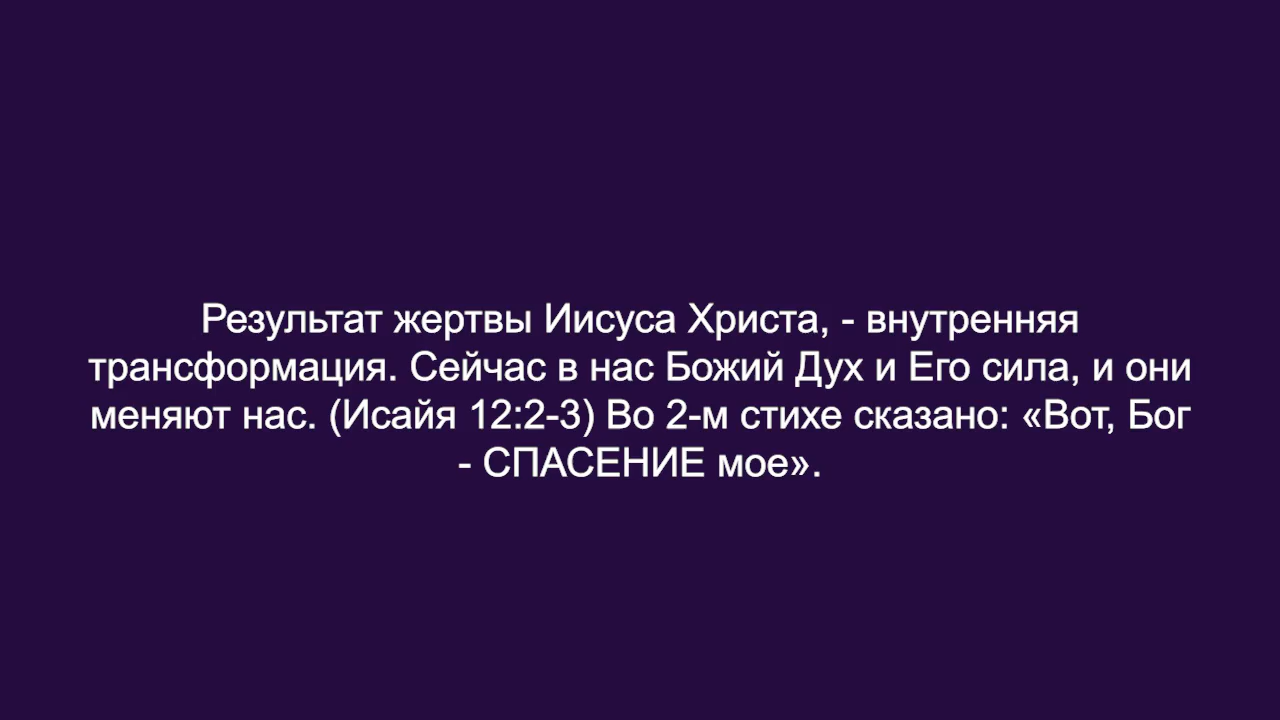 Результат жертвы Иисуса Христа, - внутренняя
трансформация. Сейчас в нас Божий Дух и Его сила, и они
меняют нас. (Исайя 12:2-3) Во 2-м стихе сказано: «Вот, Бог
- СПАСЕНИЕ мое».